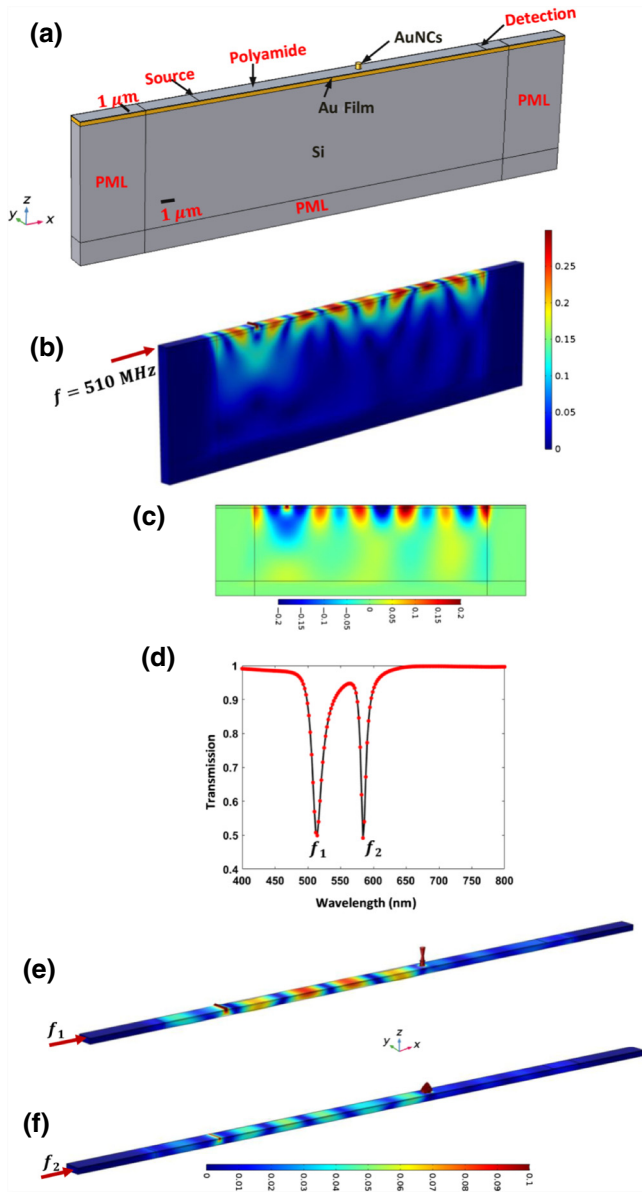 (a)
AuNCs
Detection
Polyamide
Source
1 μm
Au Film
PML
Si
PML
1 μm
PML
z
y
x
(b)
f = 510 MHz
0.25
0.2
0.15
0.1
0.05
0
(c)
-0.2
-0.15
-0.1
-0.05
0
0.05
0.1
0.15
0.2
(d)
Transmission
1
0.9
0.8
0.7
0.6
0.5
0.4
f1
f2
400 450 500 550 600 650 700 750 800
Wavelength (nm)
(e)
f1
z
y
x
(f)
f2
0 0.01 0.02 0.03 0.04 0.05 0.06 0.07 0.08 0.09 0.1